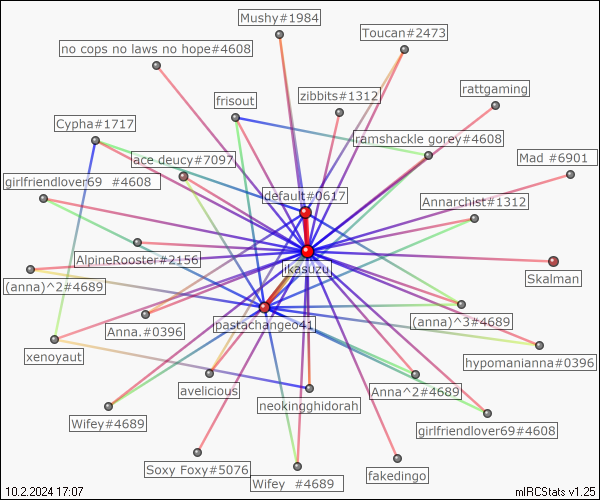 Mushy#1984
Toucan#2473
no cops no laws no hope#4608
rattgaming
zibbits#1312
frisout
Cypha#1717
ramshackle gorey#4608
ace deucy#7097
Mad #6901
girlfriendlover69 #4608
default#0617
Annarchist#1312
AlpineRooster#2156
ikasuzu
Skalman
(anna)^2#4689
Anna.#0396
pastachangeo41
(anna)^3#4689
xenoyaut
hypomanianna#0396
avelicious
Anna^2#4689
neokingghidorah
Wifey#4689
girlfriendlover69#4608
Soxy Foxy#5076
fakedingo
Wifey #4689
10.2.2024 17:07
mIRCStats v1.25